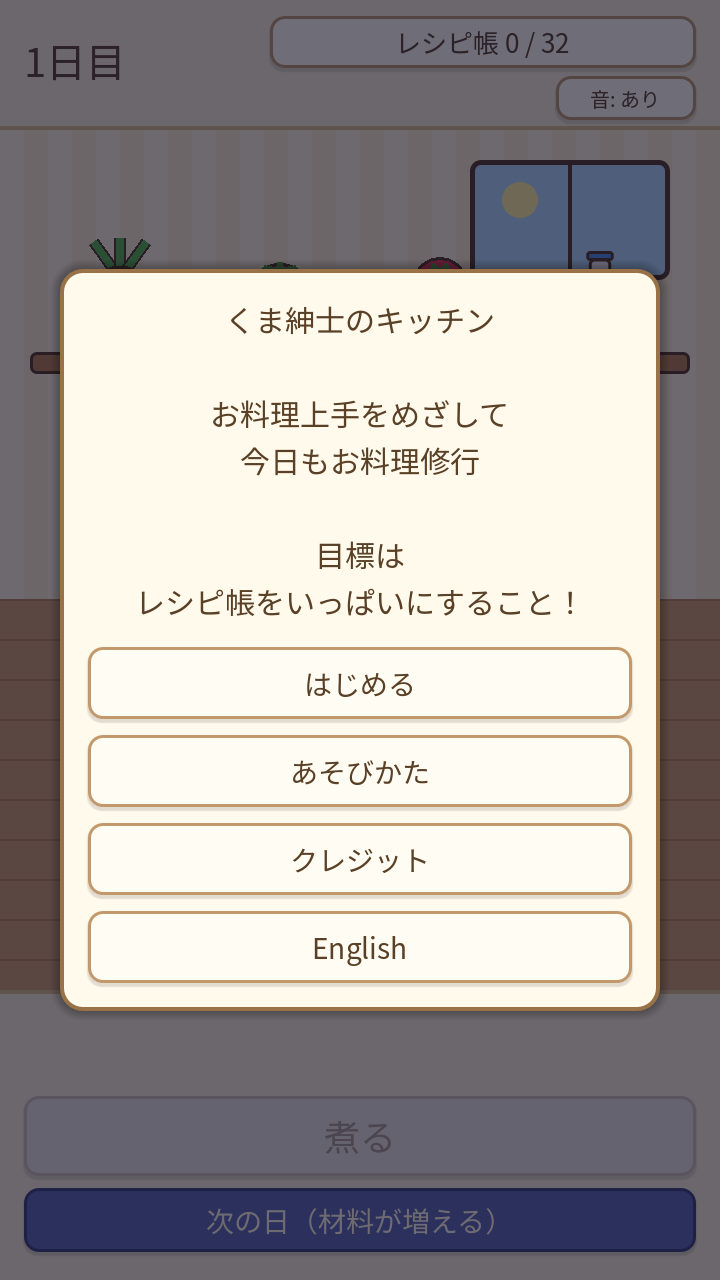 1日目
レシピ帳 0 / 32
音: あり
くま紳士のキッチン
お料理上手をめざして
今日もお料理修行
目標は
レシピ帳をいっぱいにすること！
はじめる
あそびかた
クレジット
English
煮る
次の日（材料が増える）